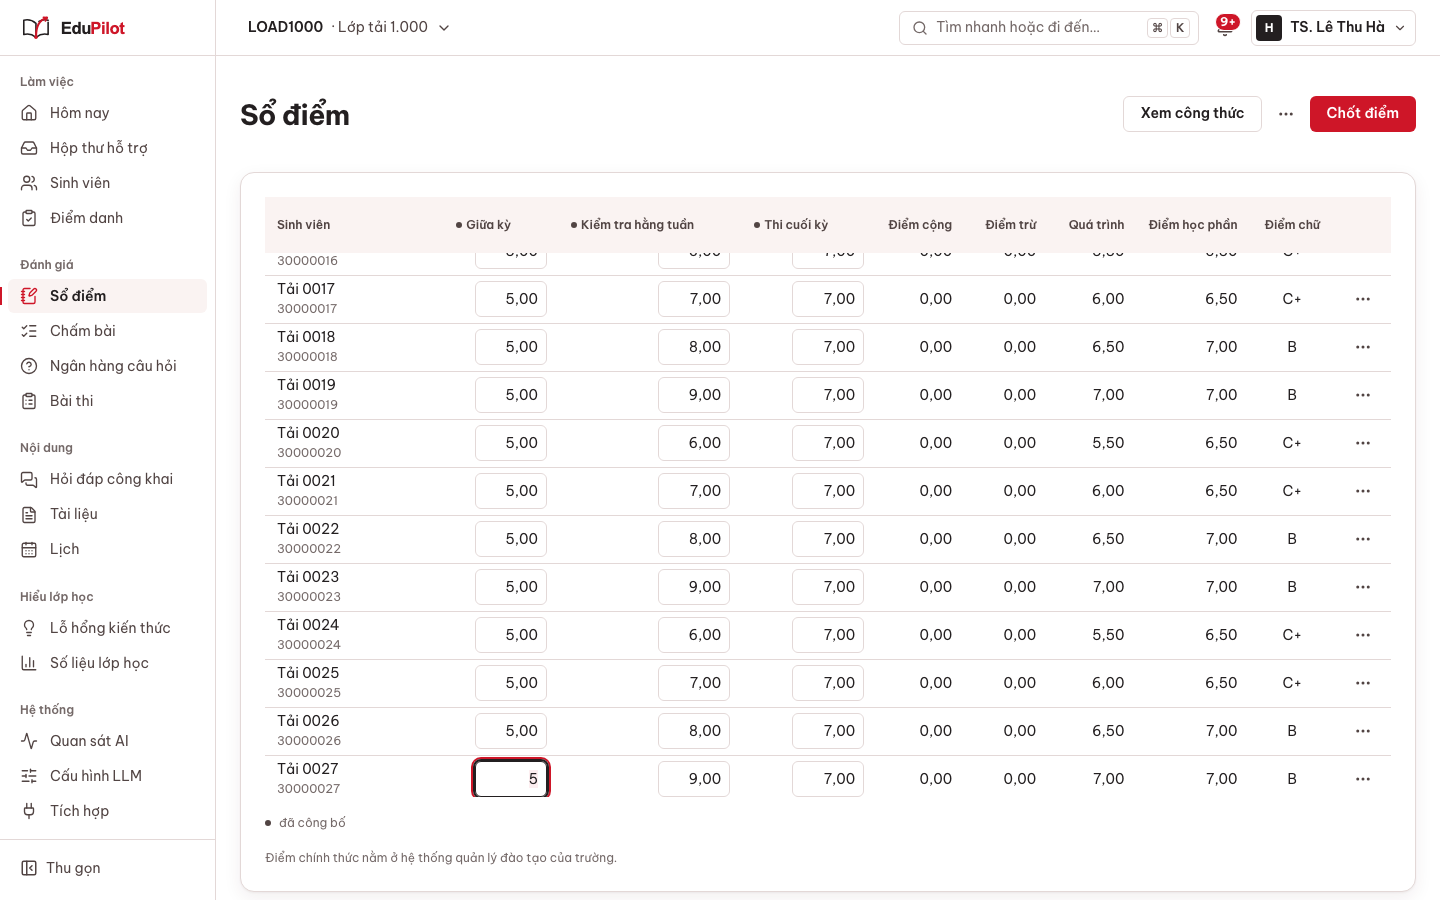 EduPilot
LOAD1000 · Lớp tải 1.000
Tìm nhanh hoặc đi đến...
⌘ K
9+
H
TS. Lê Thu Hà
Làm việc
Hôm nay
Hộp thư hỗ trợ
Sinh viên
Điểm danh
Đánh giá
Sổ điểm
Chấm bài
Ngân hàng câu hỏi
Bài thi
Nội dung
Hỏi đáp công khai
Tài liệu
Lịch
Hiểu lớp học
Lỗ hổng kiến thức
Số liệu lớp học
Hệ thống
Quan sát AI
Cấu hình LLM
Tích hợp
Thu gọn
Sổ điểm
Xem công thức
Chốt điểm
Sinh viên Giữa kỳ Kiểm tra hằng tuần Thi cuối kỳ Điểm cộng Điểm trừ Quá trình Điểm học phần Điểm chữ
30000016
Tải 0017 5,00 7,00 7,00 0,00 0,00 6,00 6,50 C+
30000017
Tải 0018 5,00 8,00 7,00 0,00 0,00 6,50 7,00 B
30000018
Tải 0019 5,00 9,00 7,00 0,00 0,00 7,00 7,00 B
30000019
Tải 0020 5,00 6,00 7,00 0,00 0,00 5,50 6,50 C+
30000020
Tải 0021 5,00 7,00 7,00 0,00 0,00 6,00 6,50 C+
30000021
Tải 0022 5,00 8,00 7,00 0,00 0,00 6,50 7,00 B
30000022
Tải 0023 5,00 9,00 7,00 0,00 0,00 7,00 7,00 B
30000023
Tải 0024 5,00 6,00 7,00 0,00 0,00 5,50 6,50 C+
30000024
Tải 0025 5,00 7,00 7,00 0,00 0,00 6,00 6,50 C+
30000025
Tải 0026 5,00 8,00 7,00 0,00 0,00 6,50 7,00 B
30000026
Tải 0027 5 9,00 7,00 0,00 0,00 7,00 7,00 B
30000027
đã công bố
Điểm chính thức nằm ở hệ thống quản lý đào tạo của trường.